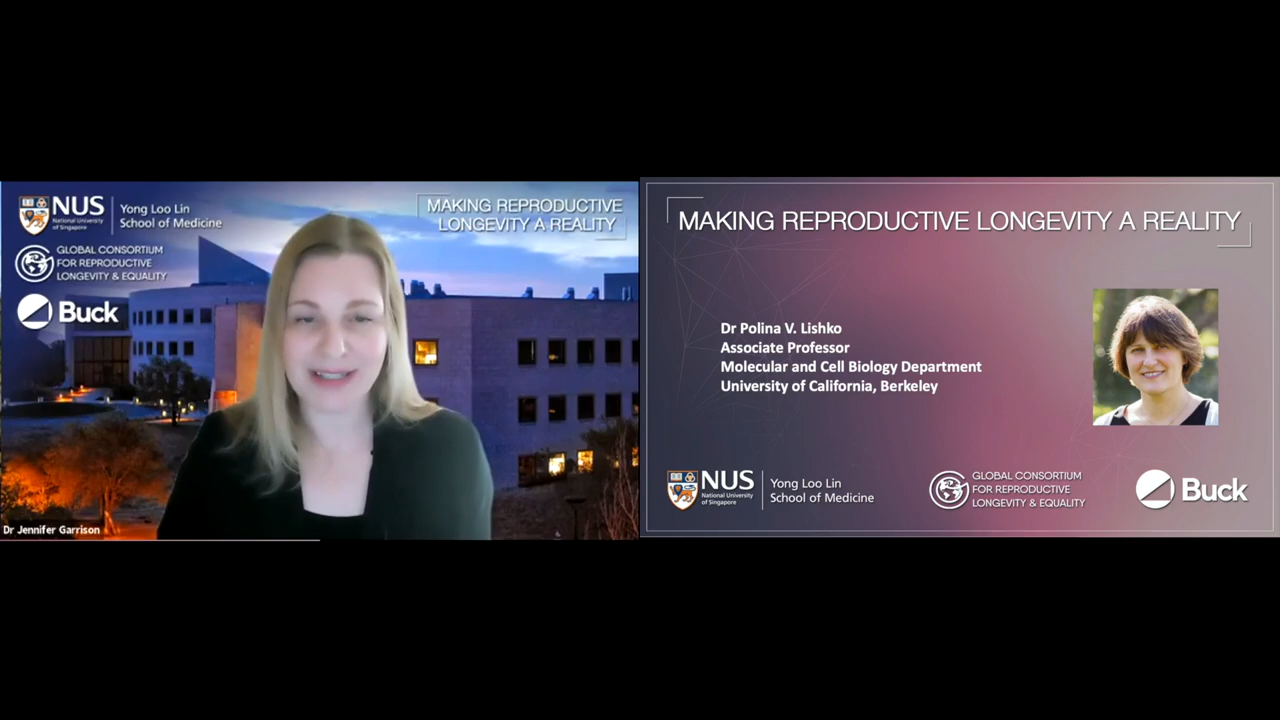 NUS
National University
of Singapore
Yong Loo Lin
School of Medicine
GLOBAL CONSORTIUM
FOR REPRODUCTIVE
LONGEVITY & EQUALITY
Buck
MAKING REPRODUCTIVE
LONGEVITY A REALITY
Dr Jennifer Garrison
MAKING REPRODUCTIVE LONGEVITY A REALITY
Dr Polina V. Lishko
Associate Professor
Molecular and Cell Biology Department
University of California, Berkeley
NUS
National University
of Singapore
Yong Loo Lin
School of Medicine
GLOBAL CONSORTIUM
FOR REPRODUCTIVE
LONGEVITY & EQUALITY
Buck